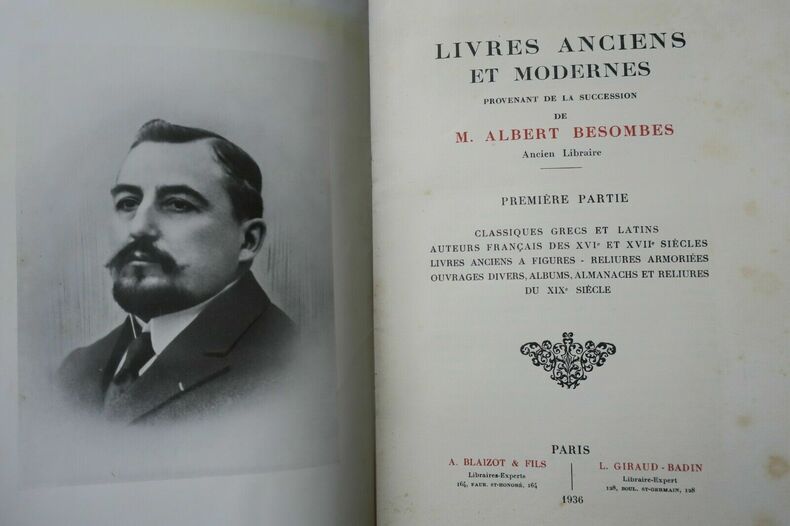 LIVRES ANCIENS
ET MODERNES
PROVENANT DE LA SUCCESSION
DE
M. ALBERT BESOMBES
Ancien Libraire
PREMIÈRE PARTIE
CLASSIQUES GRECS ET LATINS
AUTEURS FRANÇAIS DES XVIe ET XVIIe SIÈCLES
LIVRES ANCIENS A FIGURES - RELIURES ARMORIÉES
OUVRAGES DIVERS, ALBUMS, ALMANACHS ET RELIURES
DU XIXe SIÈCLE
PARIS
A. BLAIZOT & FILS
Libraires-Experts
164, FAUB. ST-HONORÉ, 164
L. GIRAUD-BADIN
Libraire-Expert
128, BOUL. ST-GERMAIN, 128
1936